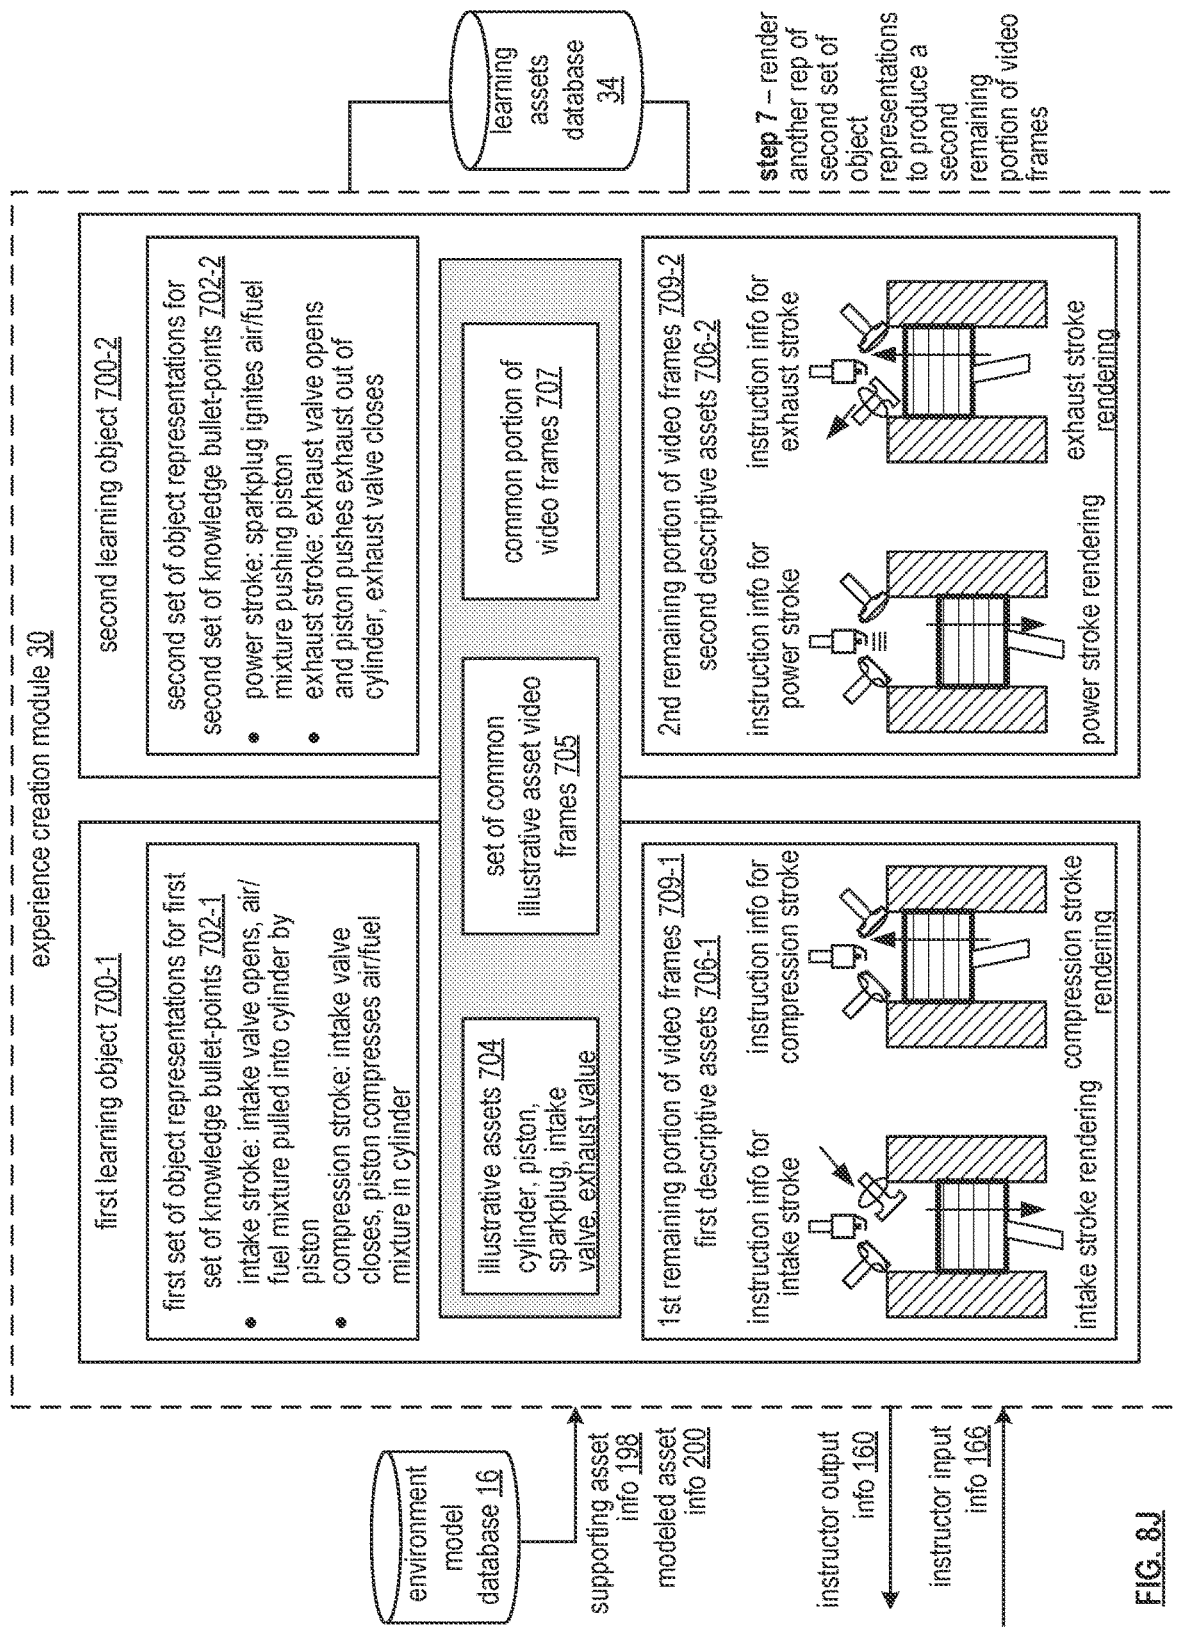 experience creation module 30
first learning object 700-1
first set of object representations for first
set of knowledge bullet-points 702-1
• intake stroke: intake valve opens, air/
fuel mixture pulled into cylinder by
piston
• compression stroke: intake valve
closes, piston compresses air/fuel
mixture in cylinder
second learning object 700-2
second set of object representations for
second set of knowledge bullet-points 702-2
• power stroke: sparkplug ignites air/fuel
mixture pushing piston
• exhaust stroke: exhaust valve opens
and piston pushes exhaust out of
cylinder, exhaust valve closes
illustrative assets 704
cylinder, piston,
sparkplug, intake
valve, exhaust value
set of common
illustrative asset video
frames 705
common portion of
video frames 707
1st remaining portion of video frames 709-1
first descriptive assets 706-1
instruction info for
intake stroke
instruction info for
compression stroke
intake stroke rendering
compression stroke
rendering
2nd remaining portion of video frames 709-2
second descriptive assets 706-2
instruction info for
power stroke
instruction info for
exhaust stroke
power stroke rendering
exhaust stroke
rendering
environment
model
database 16
supporting asset
info 198
modeled asset
info 200
instructor output
info 160
instructor input
info 166
learning
assets
database
34
step 7 – render
another rep of
second set of
object
representations
to produce a
second
remaining
portion of video
frames
FIG. 8J